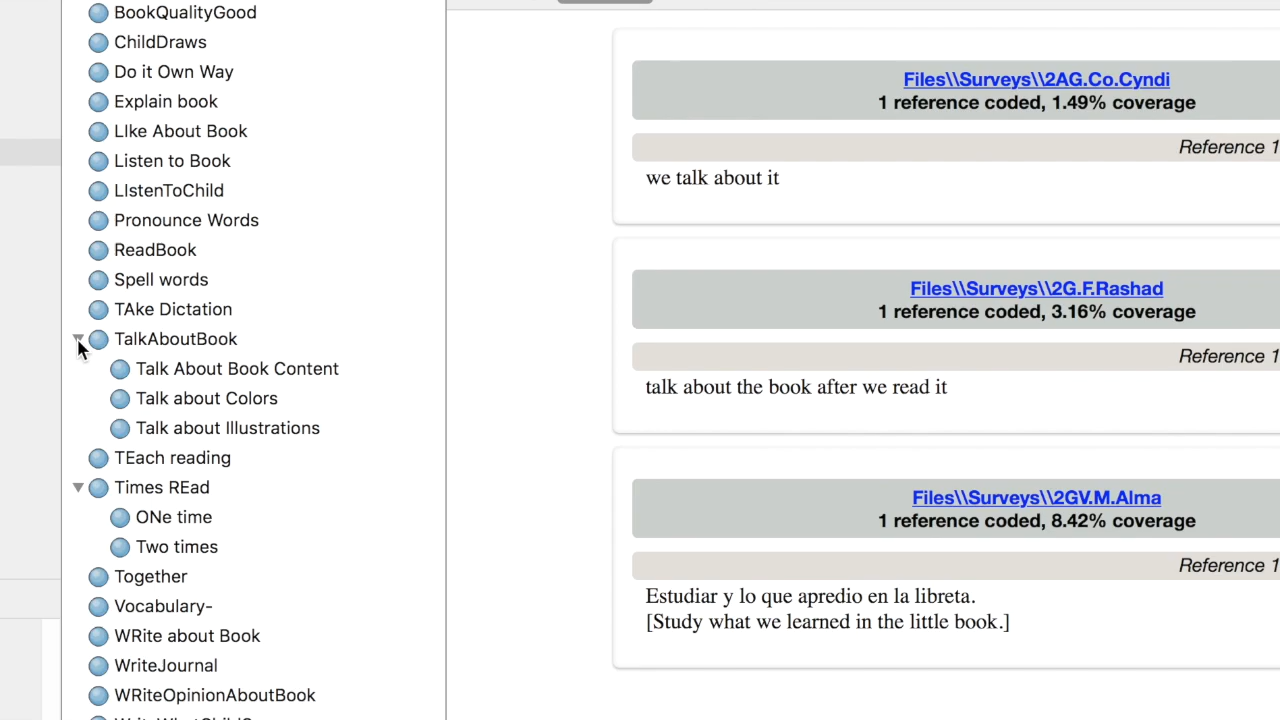 BookQualityGood
ChildDraws
Do it Own Way
Explain book
LIke About Book
Listen to Book
LIstenToChild
Pronounce Words
ReadBook
Spell words
TAke Dictation
TalkAboutBook
Talk About Book Content
Talk about Colors
Talk about Illustrations
TEach reading
Times REad
ONe time
Two times
Together
Vocabulary-
WRite about Book
WriteJournal
WRiteOpinionAboutBook
Files\\Surveys\\2AG.Co.Cyndi
1 reference coded, 1.49% coverage
Reference 1
we talk about it
Files\\Surveys\\2G.F.Rashad
1 reference coded, 3.16% coverage
Reference 1
talk about the book after we read it
Files\\Surveys\\2GV.M.Alma
1 reference coded, 8.42% coverage
Reference 1
Estudiar y lo que apredio en la libreta.
[Study what we learned in the little book.]